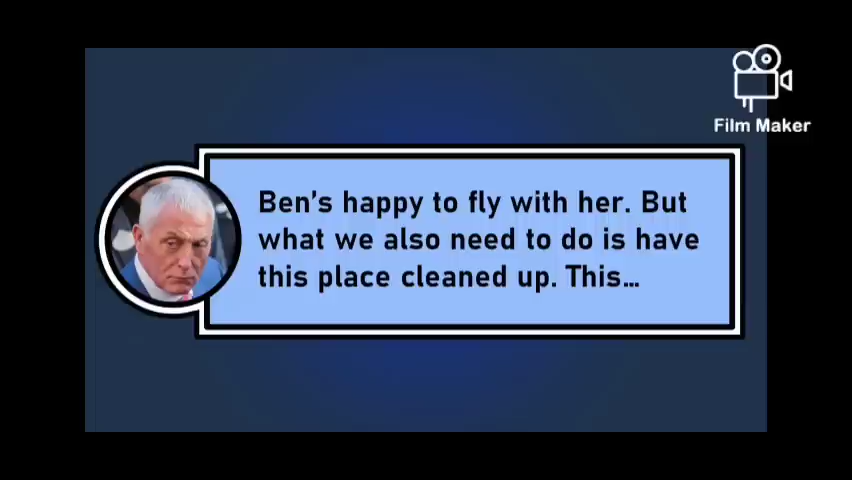 Film Maker
Ben's happy to fly with her. But
what we also need to do is have
this place cleaned up. This...